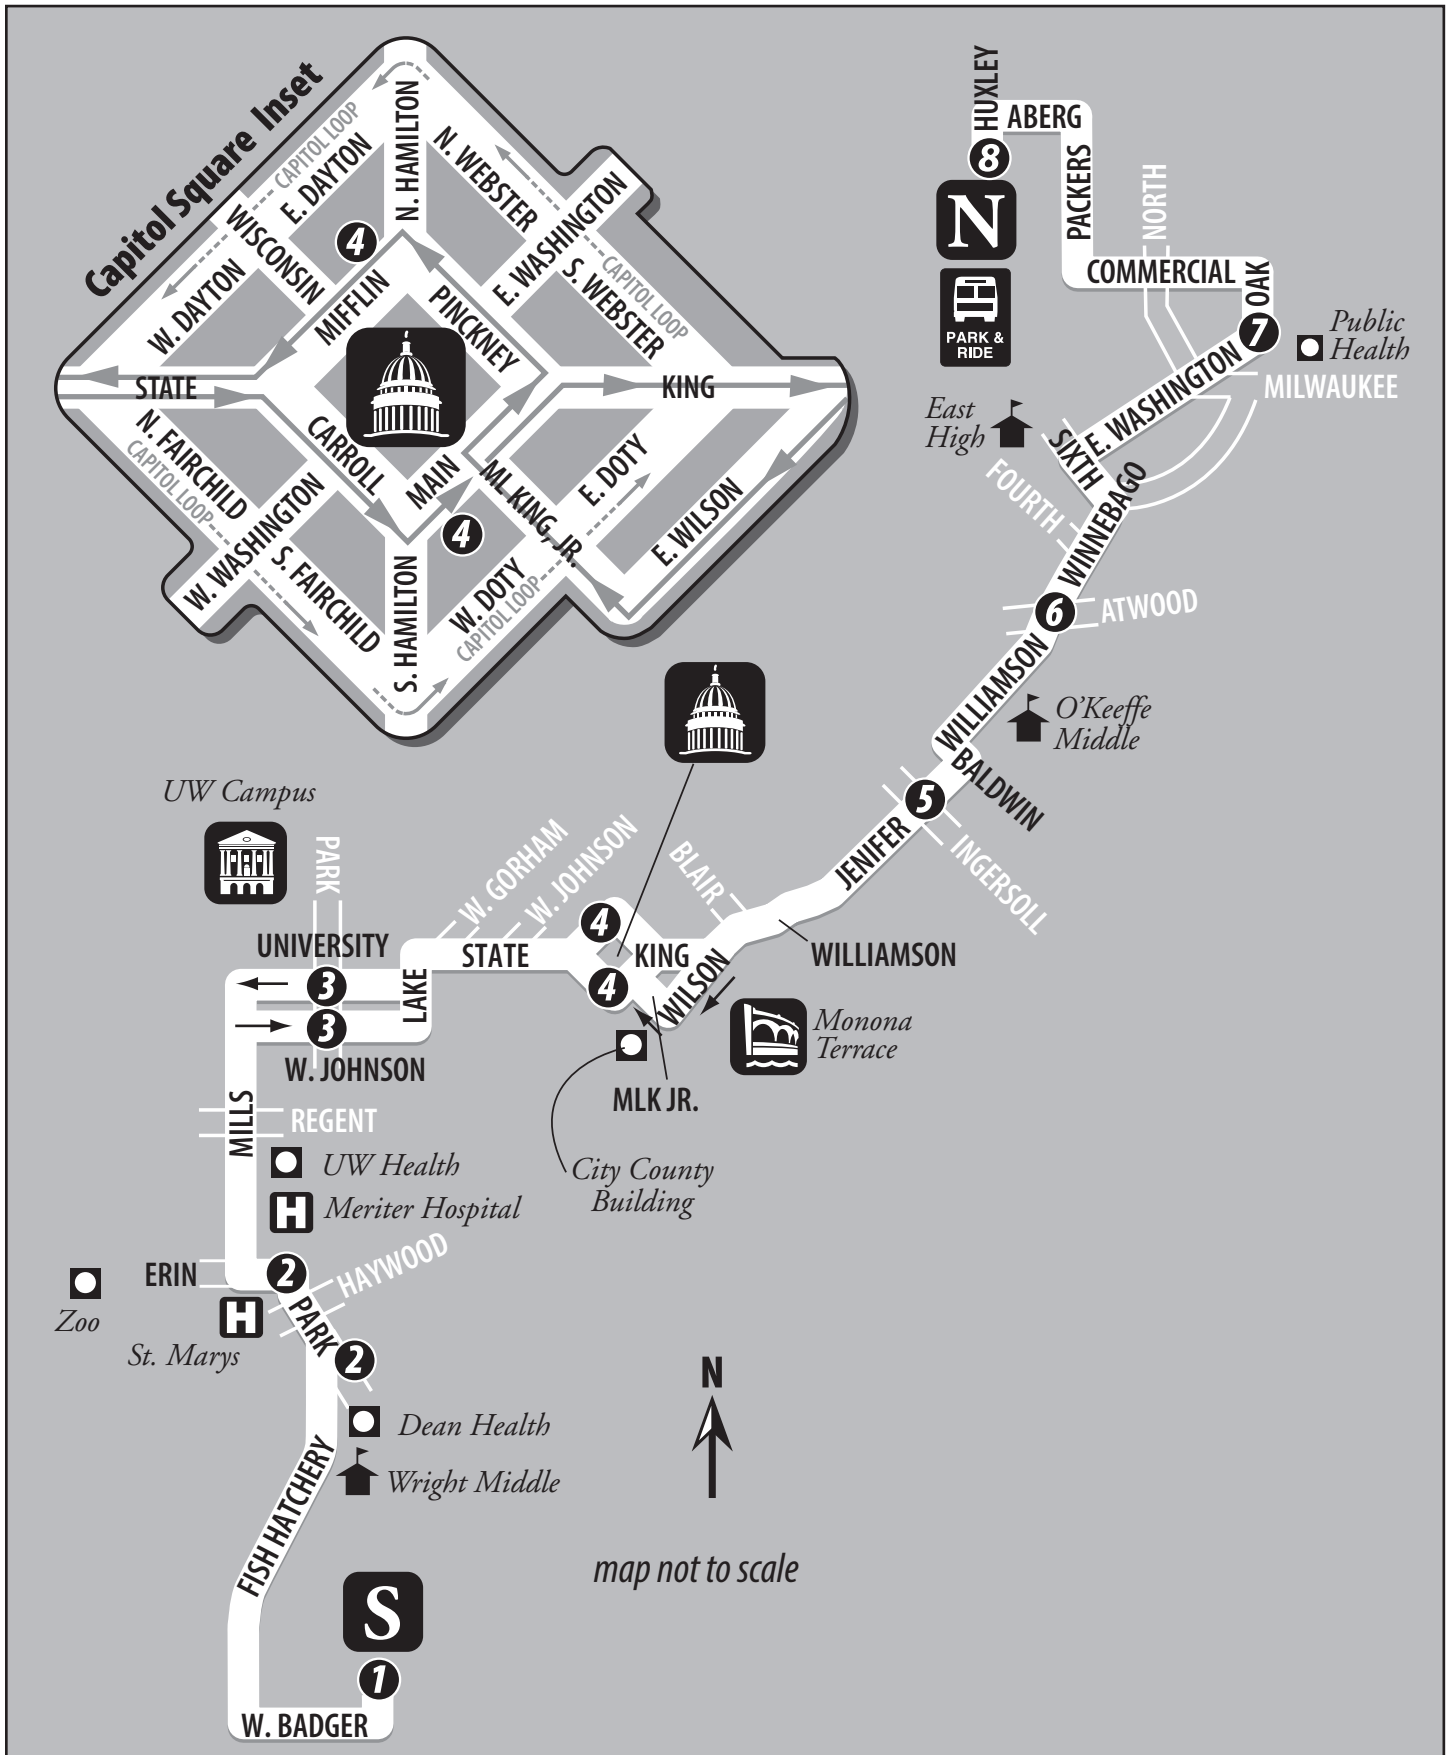 Capitol Square Inset
CAPITOL LOOP
E. DAYTON
N. HAMILTON
N. WEBSTER
E. WASHINGTON
WISCONSIN
4
W. DAYTON
MIFFLIN
PINCKNEY
S. WEBSTER
CAPITOL LOOP
STATE
KING
N. FAIRCHILD
CAPITOL LOOP
CARROLL
MAIN
ML KING, JR.
E. DOTY
E. WILSON
W. WASHINGTON
4
S. FAIRCHILD
S. HAMILTON
W. DOTY
CAPITOL LOOP
HUXLEY
ABERG
8
PACKERS
NORTH
N
PARK &
RIDE
COMMERCIAL
OAK
7
Public
Health
E. WASHINGTON
MILWAUKEE
East
High
SIXTH
FOURTH
WINNEBAGO
6
ATWOOD
WILLIAMSON
O'Keeffe
Middle
BALDWIN
5
INGERSOLL
JENIFER
UW Campus
PARK
W. GORHAM
W. JOHNSON
BLAIR
4
UNIVERSITY
STATE
KING
WILLIAMSON
3
LAKE
4
WILSON
3
W. JOHNSON
Monona
Terrace
MLK JR.
MILLS
REGENT
UW Health
City County
Building
Meriter Hospital
H
ERIN
2
HAYWOOD
Zoo
H
St. Marys
PARK
2
N
Dean Health
Wright Middle
FISH HATCHERY
map not to scale
S
1
W. BADGER